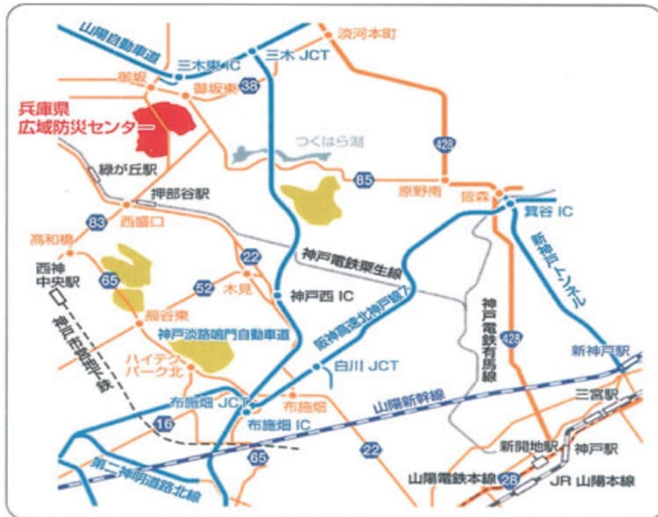 山陽自動車道
三木東IC
三木JCT
淡河本町
御坂
御坂東
38
兵庫県
広域防災センター
つくはら湖
428
緑が丘駅
押部谷駅
85
原野南
皆森
箕谷IC
83
西盛口
高和橋
西神
中央駅
65
52
22
木見
神戸電鉄粟生線
神戸西IC
新神戸トンネル
櫨谷東
神戸淡路鳴門自動車道
阪神高速北神戸線7
神戸電鉄有馬線
428
神戸市営地下鉄
ハイテク
パーク北
白川JCT
新神戸駅
布施畑JCT
布施畑
山陽新幹線
三宮駅
16
布施畑IC
新開地駅
神戸駅
第二神明道路北線
65
22
山陽電鉄本線
28
JR山陽本線